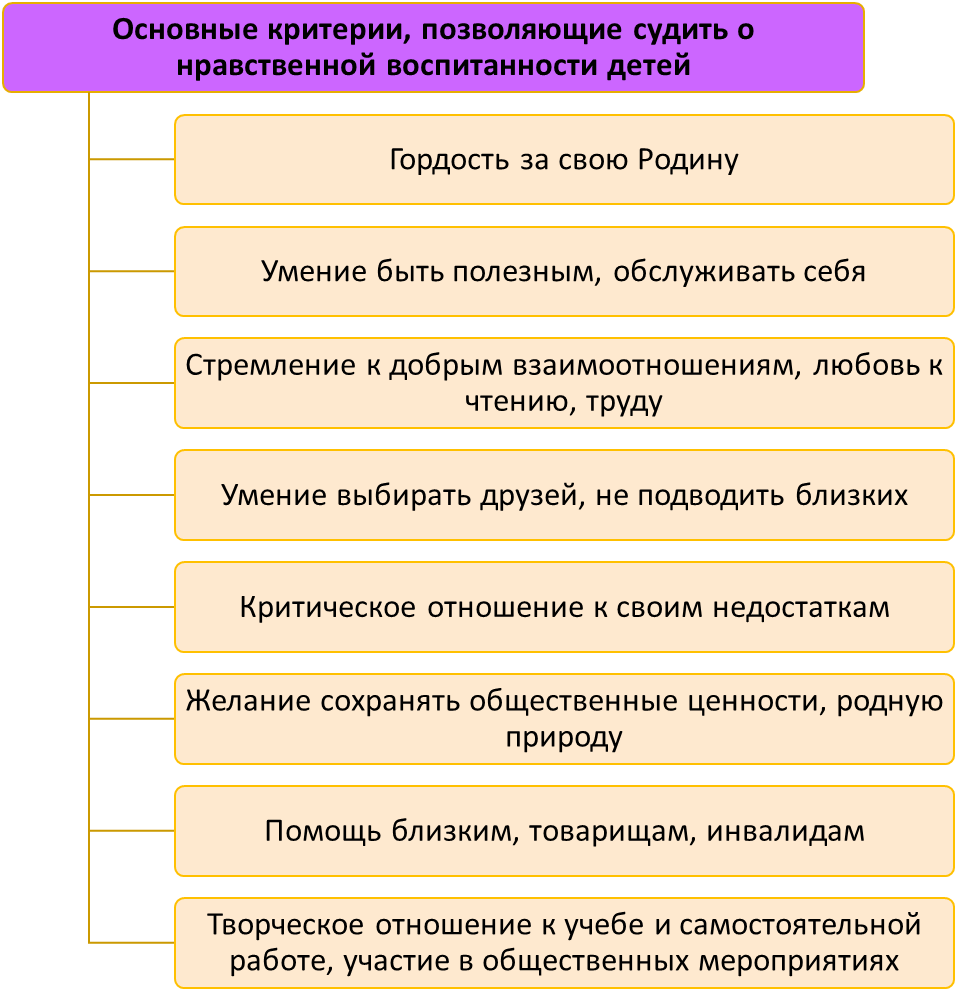 Основные критерии, позволяющие судить о
нравственной воспитанности детей
Гордость за свою Родину
Умение быть полезным, обслуживать себя
Стремление к добрым взаимоотношениям, любовь к
чтению, труду
Умение выбирать друзей, не подводить близких
Критическое отношение к своим недостаткам
Желание сохранять общественные ценности, родную
природу
Помощь близким, товарищам, инвалидам
Творческое отношение к учебе и самостоятельной
работе, участие в общественных мероприятиях